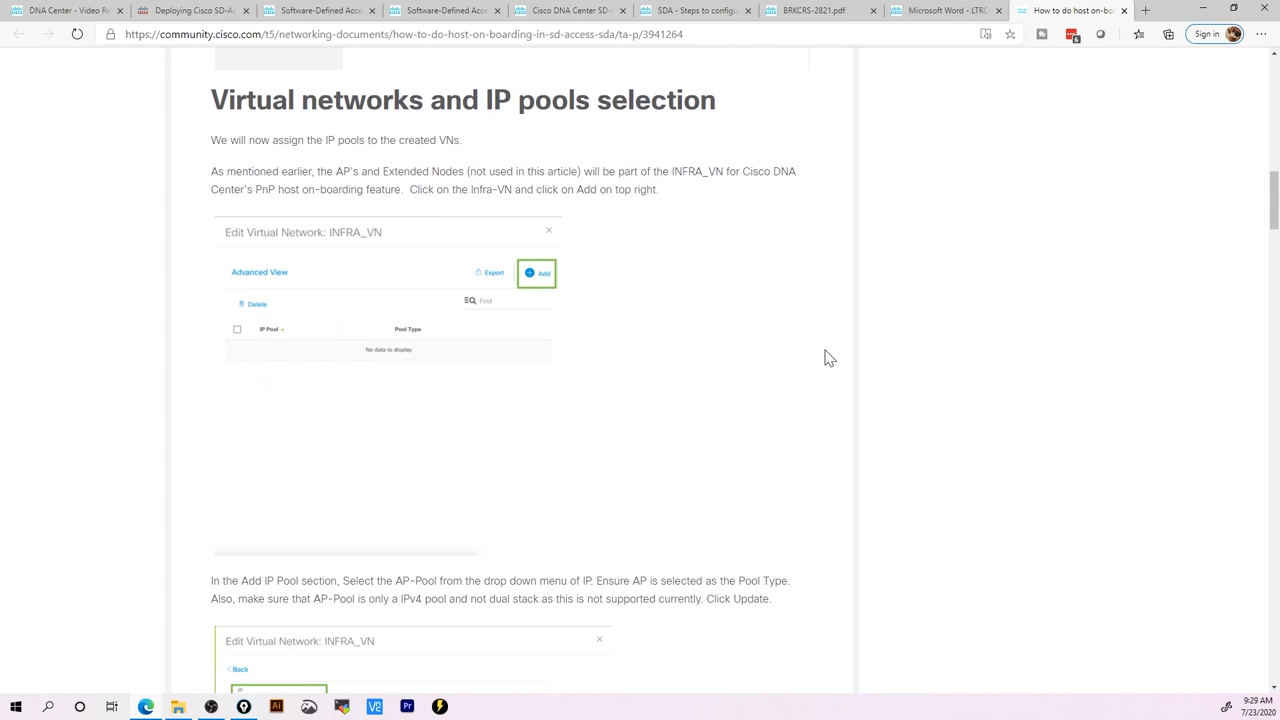 DNA Center - Video Ra
Deploying Cisco SD-Ac
Software-Defined Acce
Software-Defined Acce
Cisco DNA Center SD-
SDA - Steps to configu
BRKCRS-2821.pdf
Microsoft Word - LTRC
How to do host on-boa
https://community.cisco.com/t5/networking-documents/how-to-do-host-on-boarding-in-sd-access-sda/ta-p/3941264
6
Sign in
Virtual networks and IP pools selection
We will now assign the IP pools to the created VNs.
As mentioned earlier, the AP's and Extended Nodes (not used in this article) will be part of the INFRA_VN for Cisco DNA
Center's PnP host on-boarding feature. Click on the Infra-VN and click on Add on top right.
Edit Virtual Network: INFRA_VN
Advanced View
Export
Add
Delete
Find
IP Pool
Pool Type
No data to display
In the Add IP Pool section, Select the AP-Pool from the drop down menu of IP. Ensure AP is selected as the Pool Type.
Also, make sure that AP-Pool is only a IPv4 pool and not dual stack as this is not supported currently. Click Update.
Edit Virtual Network: INFRA_VN
< Back
IP
Ai
Pr
9:29 AM
7/23/2020